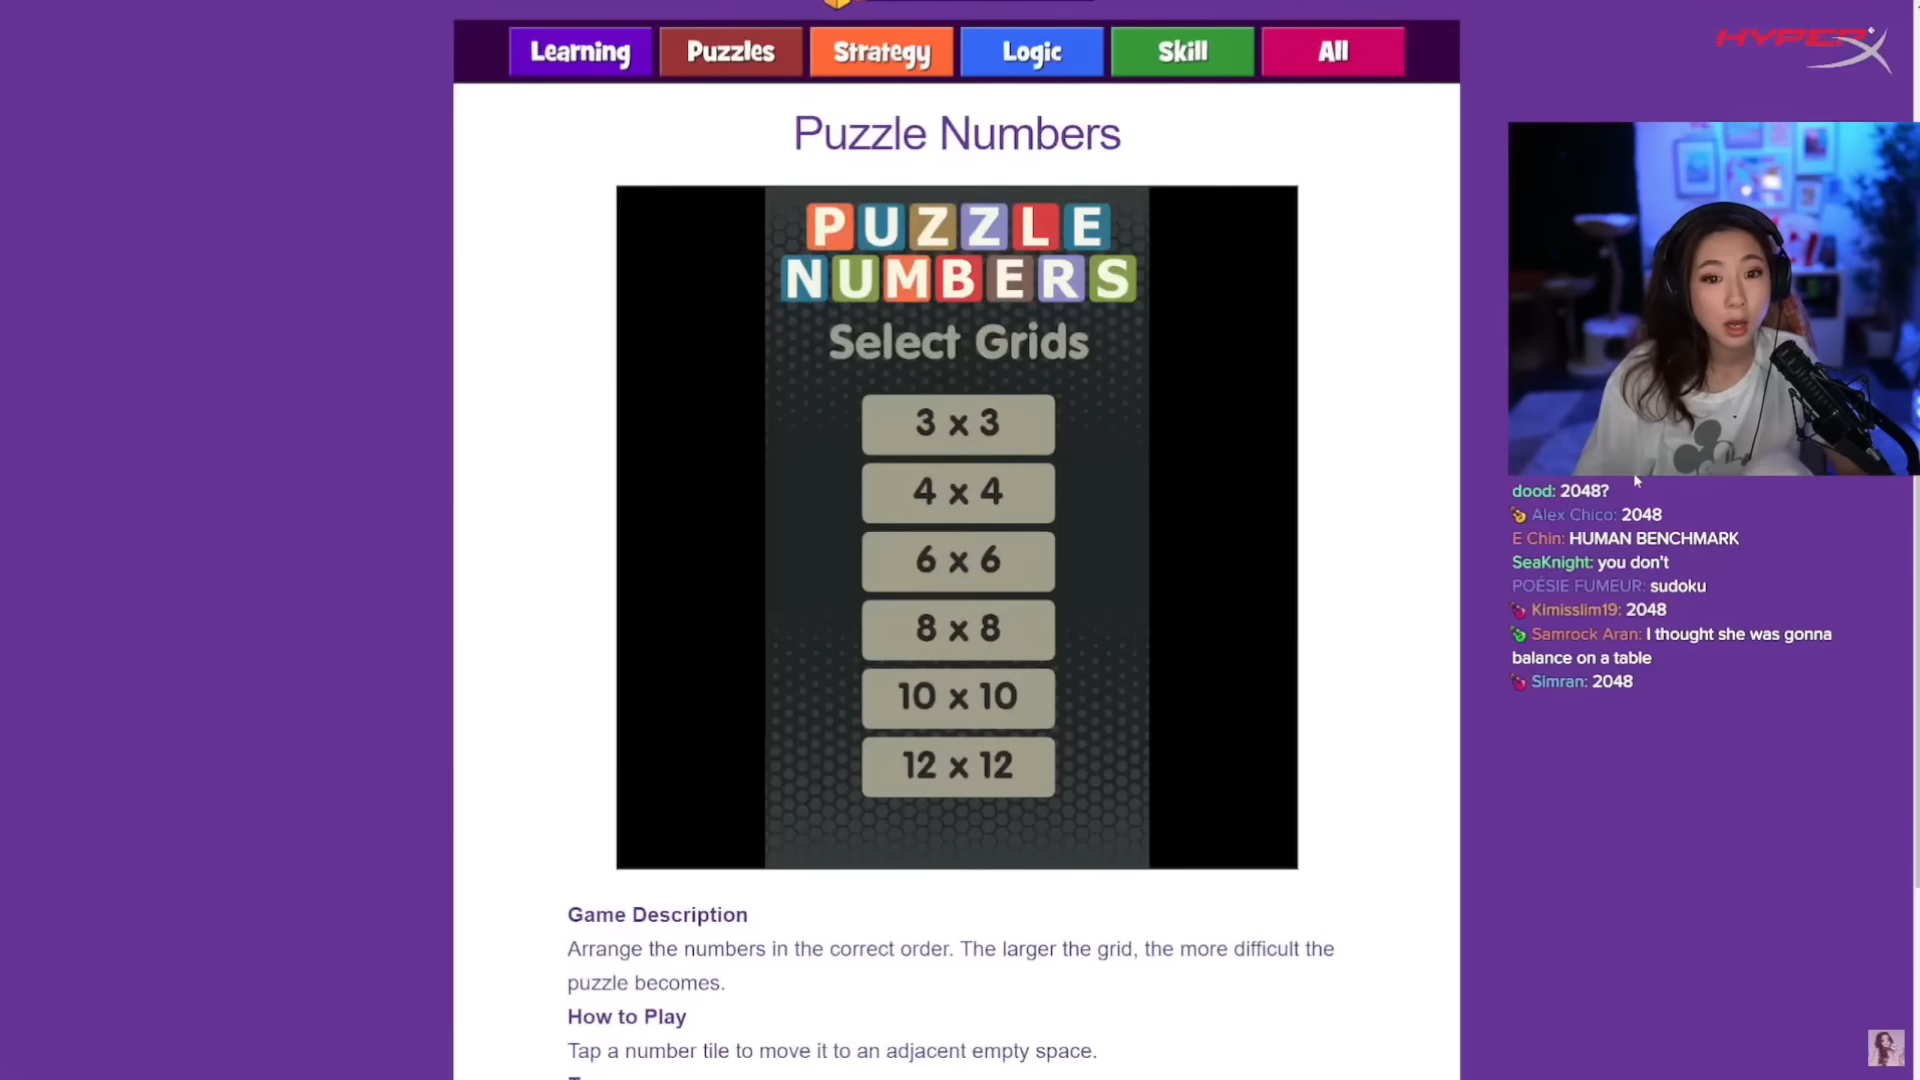 Learning Puzzles Strategy Logic Skill All
HYPERX
Puzzle Numbers
PUZZLE
NUMBERS
Select Grids
3 x 3
4 x 4
6 x 6
8 x 8
10 x 10
12 x 12
Game Description
Arrange the numbers in the correct order. The larger the grid, the more difficult the
puzzle becomes.
How to Play
Tap a number tile to move it to an adjacent empty space.
dood: 2048?
Alex Chico: 2048
E Chin: HUMAN BENCHMARK
SeaKnight: you don't
POÉSIE FUMEUR: sudoku
Kimisslim19: 2048
Samrock Aran: I thought she was gonna
balance on a table
Simran: 2048